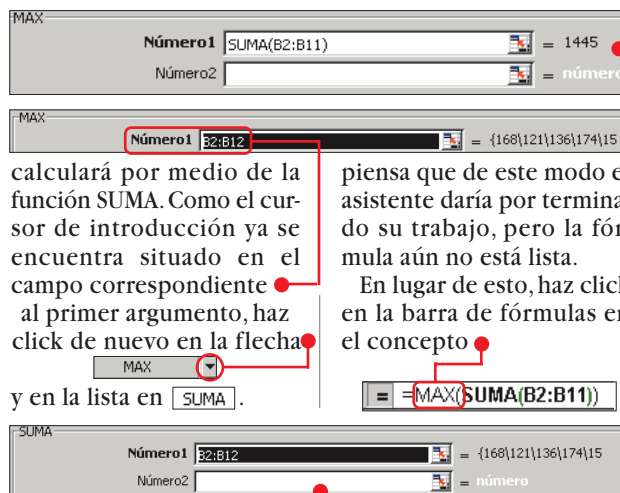 MAX
Número1 SUMA(B2:B11) = 1445
Número2 = número
MAX
Número1 B2:B12 = {168\121\136\174\15
calculará por medio de la
función SUMA. Como el cur-
sor de introducción ya se
encuentra situado en el
campo correspondiente
al primer argumento, haz
click de nuevo en la flecha
MAX
y en la lista en SUMA .
piensa que de este modo e
asistente daría por termina
do su trabajo, pero la fór
mula aún no está lista.
En lugar de esto, haz click
en la barra de fórmulas en
el concepto
= =MAX(SUMA(B2:B11))
SUMA
Número1 B2:B12 = {168\121\136\174\15
Número2 = número